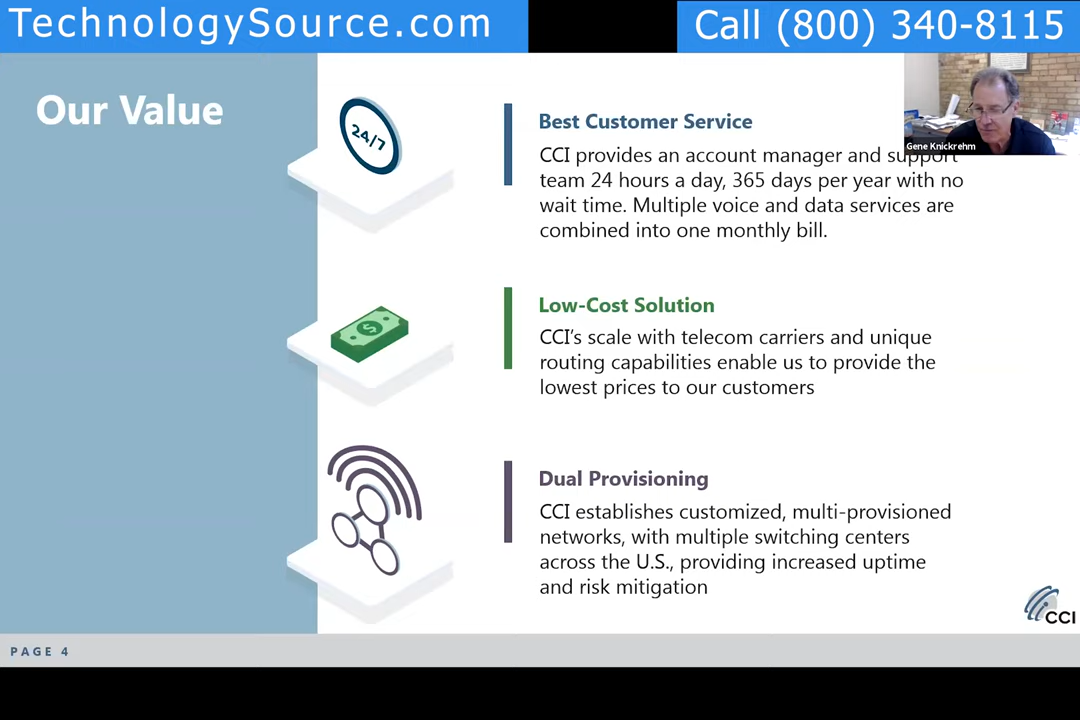 TechnologySource.com
Call (800) 340-8115
Our Value
24/7
Best Customer Service
CCI provides an account manager and support
team 24 hours a day, 365 days per year with no
wait time. Multiple voice and data services are
combined into one monthly bill.
Gene Knickrehm
$
Low-Cost Solution
CCI's scale with telecom carriers and unique
routing capabilities enable us to provide the
lowest prices to our customers
Dual Provisioning
CCI establishes customized, multi-provisioned
networks, with multiple switching centers
across the U.S., providing increased uptime
and risk mitigation
CCI
PAGE 4